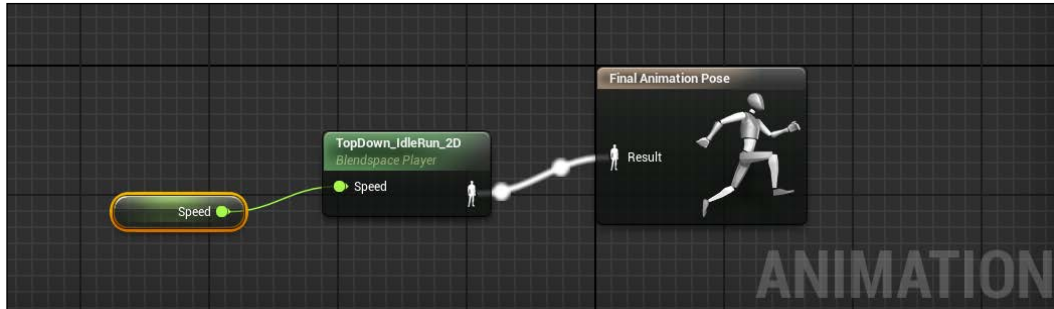 Final Animation Pose
TopDown_IdleRun_2D
Blendspace Player
Result
Speed
Speed
ANIMATION